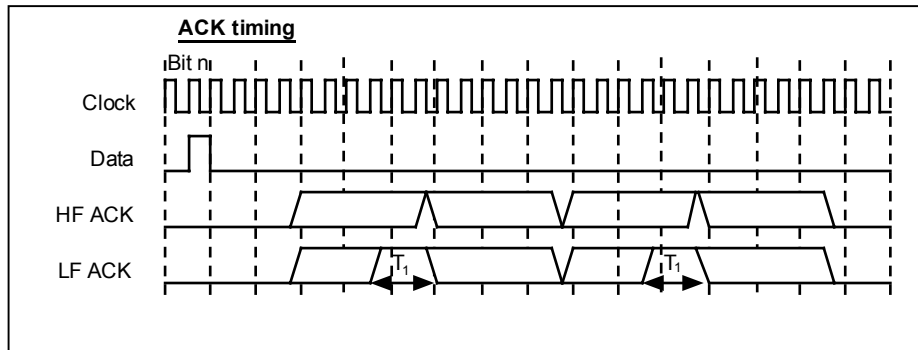 ACK timing
Bit n
Clock
Data
HF ACK
LF ACK
T1
T1